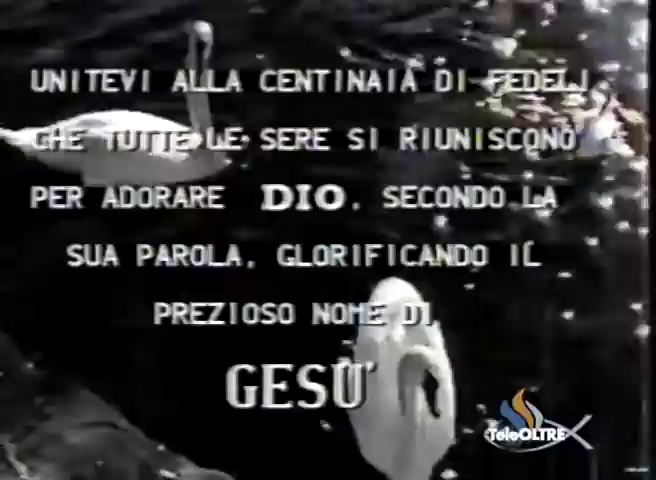 UNITEVI ALLA CENTINAIA DI FEDELI
CHE TUTTE LE SERE SI RIUNISCONO
PER ADORARE DIO, SECONDO LA
SUA PAROLA, GLORIFICANDO IL
PREZIOSO NOME DI
GESÙ
TeleOLTRE